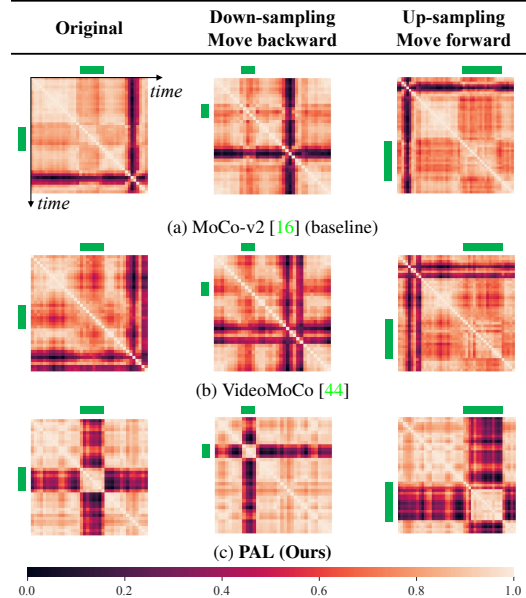 Original
Down-sampling
Move backward
Up-sampling
Move forward
time
time
(a) MoCo-v2 [16] (baseline)
(b) VideoMoCo [44]
(c) PAL (Ours)
0.0 0.2 0.4 0.6 0.8 1.0